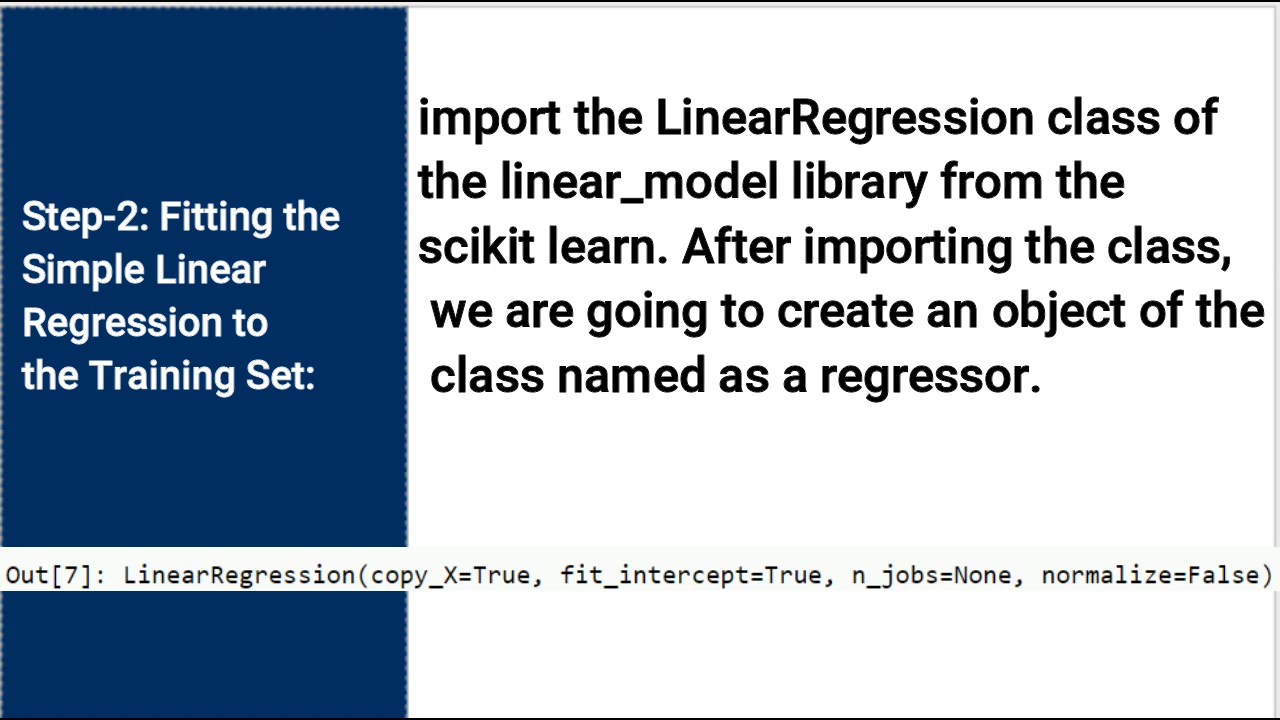 Step-2: Fitting the
Simple Linear
Regression to
the Training Set:
import the LinearRegression class of
the linear_model library from the
scikit learn. After importing the class,
we are going to create an object of the
class named as a regressor.
Out[7]: LinearRegression(copy_X=True, fit_intercept=True, n_jobs=None, normalize=False)